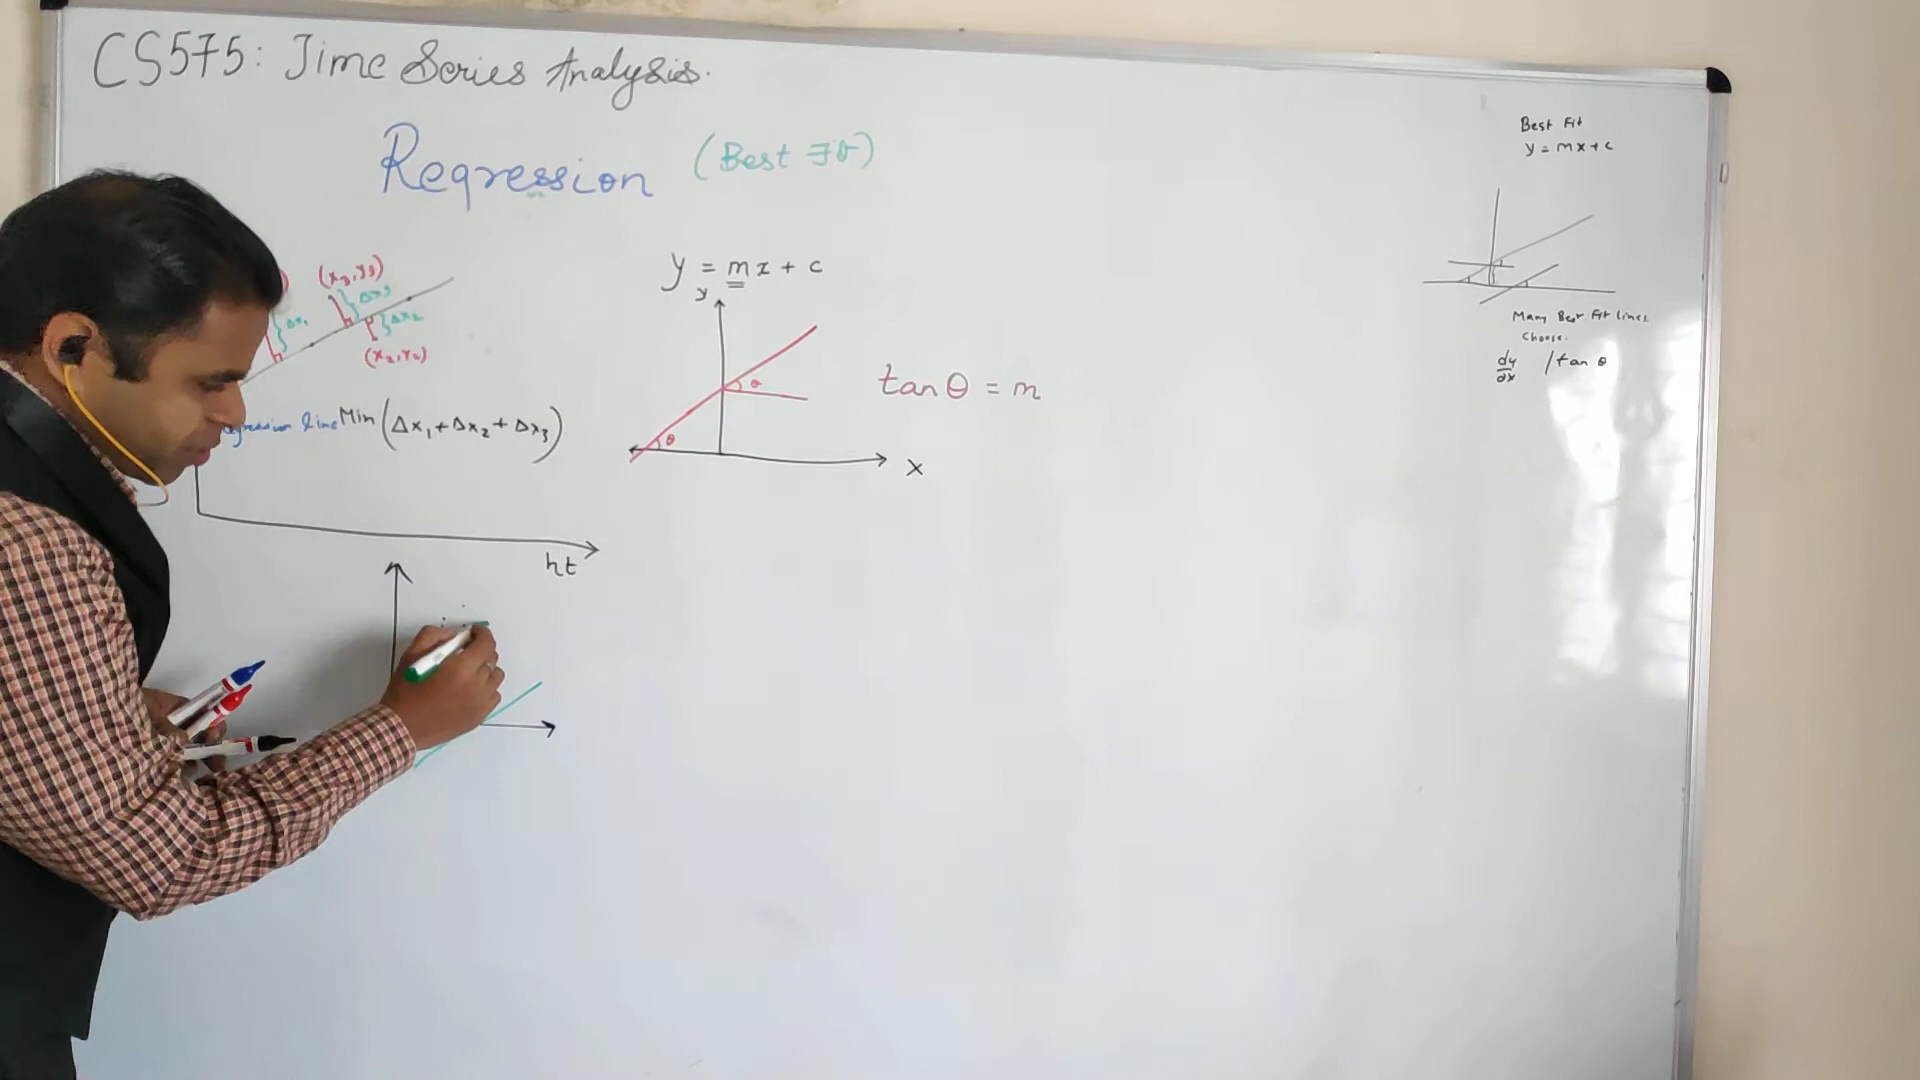 CS575: Time Series Analysis.
Regression (Best Fit)
(x3, y3)
Δx3
Δx1
Δx2
(x2, y2)
line Min (Δx1 + Δx2 + Δx3)
ht
y = mx + c
y
θ
θ
x
tan θ = m
Best Fit
y = mx + c
Many Best Fit lines
Choose.
dy/dx / tan θ